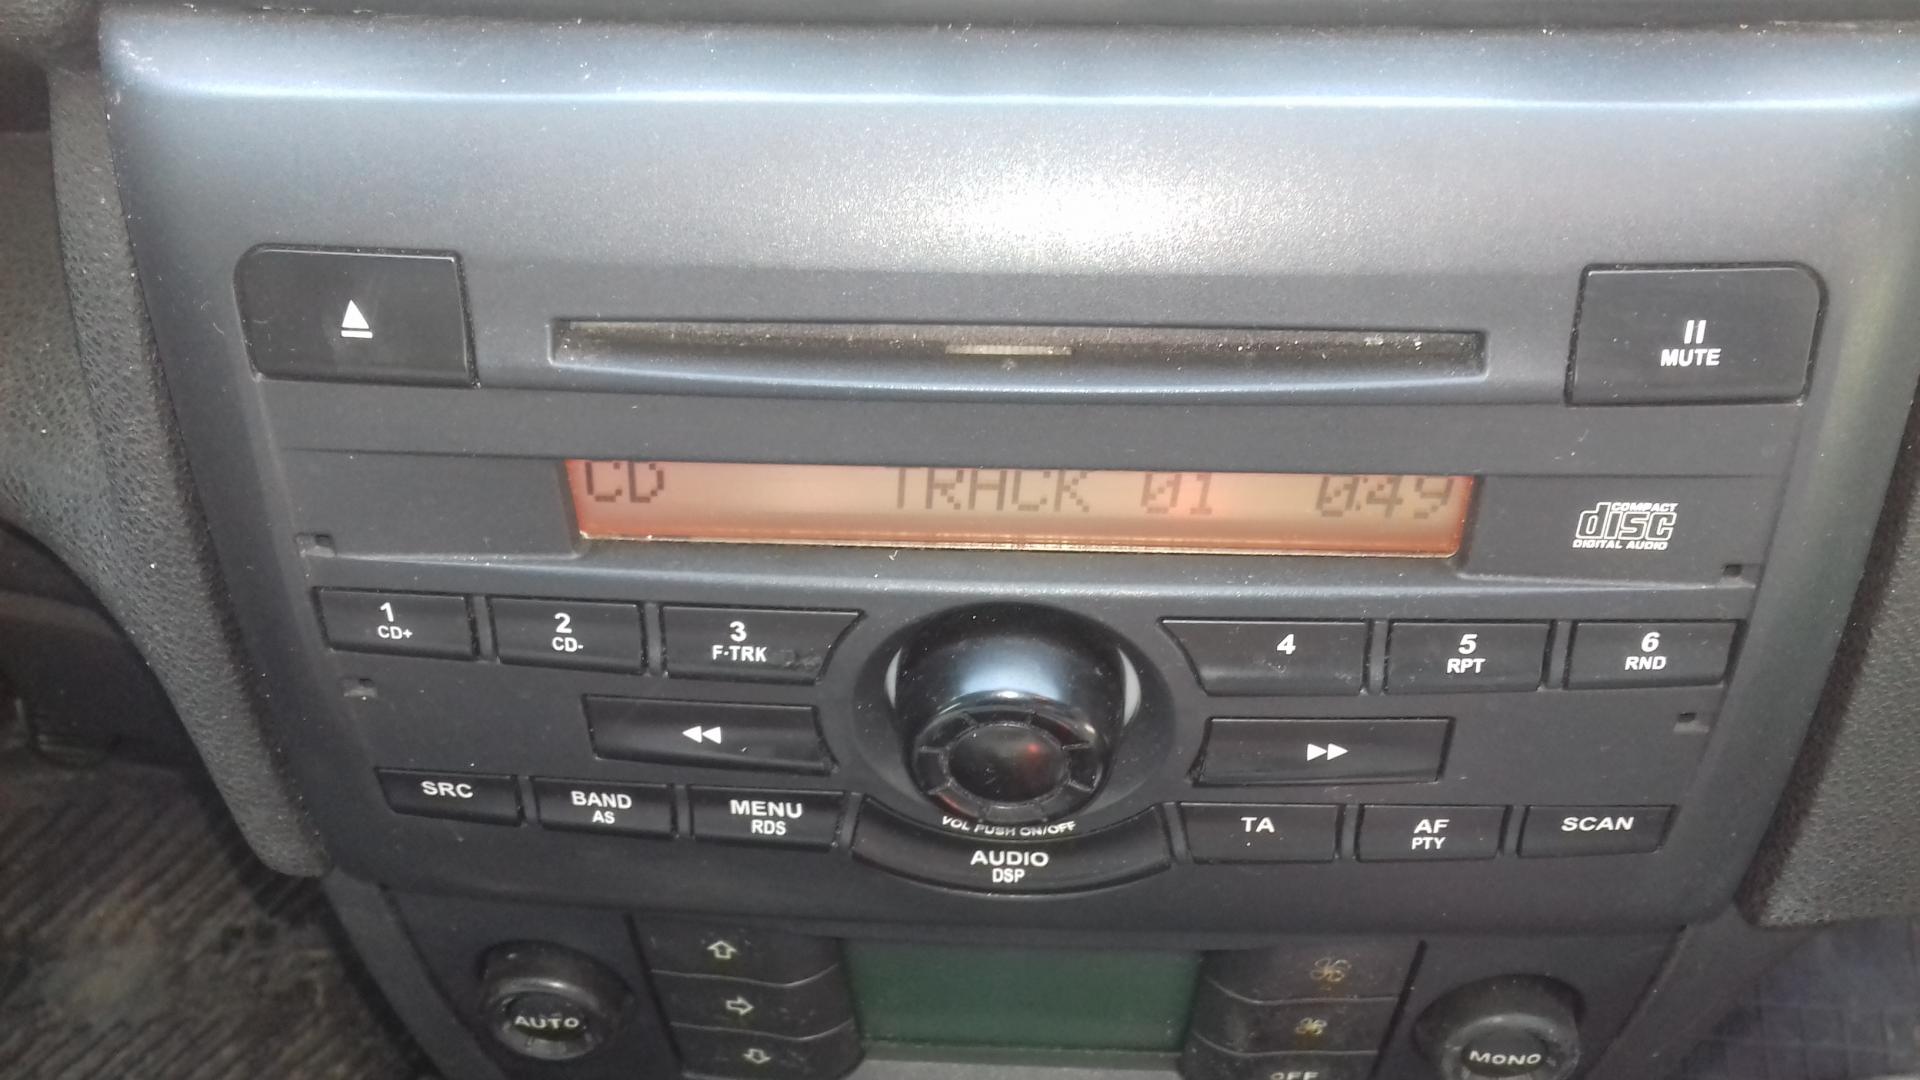 MUTE
CD TRACK 01 0:49
COMPACT
disc
DIGITAL AUDIO
1
CD+
2
CD-
3
F-TRK
4
5
RPT
6
RND
SRC
BAND
AS
MENU
RDS
VOL PUSH ON/OFF
AUDIO
DSP
TA
AF
PTY
SCAN
AUTO
MONO
OFF